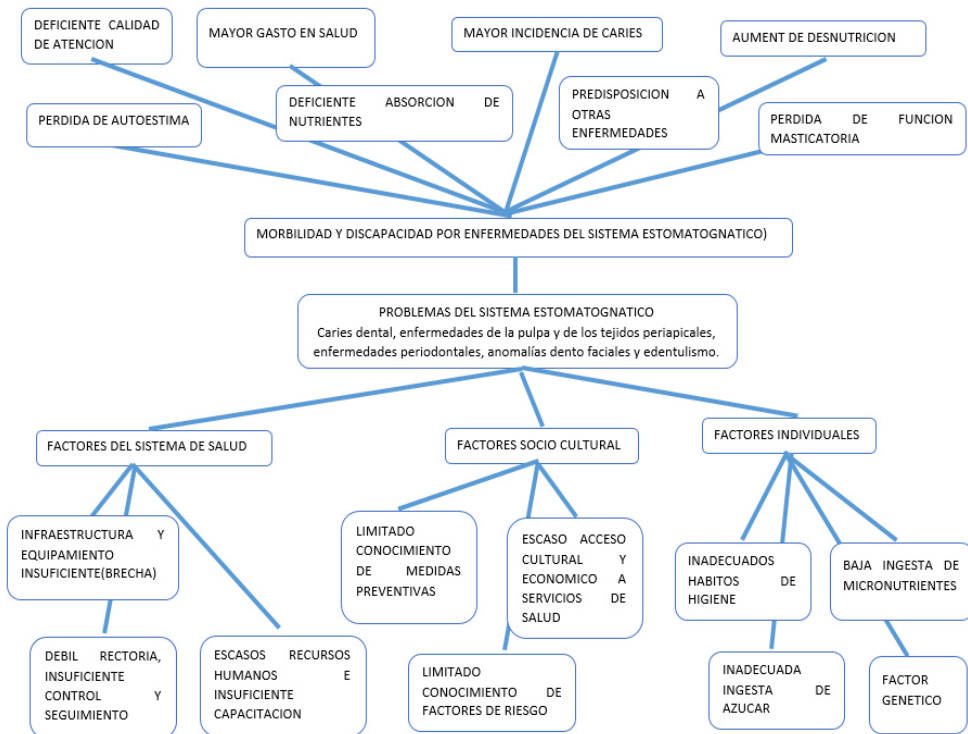 DEFICIENTE CALIDAD
DE ATENCION
MAYOR GASTO EN SALUD
MAYOR INCIDENCIA DE CARIES
AUMENT DE DESNUTRICION
PERDIDA DE AUTOESTIMA
DEFICIENTE ABSORCION DE
NUTRIENTES
PREDISPOSICION A
OTRAS
ENFERMEDADES
PERDIDA DE FUNCION
MASTICATORIA
MORBILIDAD Y DISCAPACIDAD POR ENFERMEDADES DEL SISTEMA ESTOMATOGNATICO)
PROBLEMAS DEL SISTEMA ESTOMATOGNATICO
Caries dental, enfermedades de la pulpa y de los tejidos periapicales,
enfermedades periodontales, anomalías dento faciales y edentulismo.
FACTORES DEL SISTEMA DE SALUD
FACTORES SOCIO CULTURAL
FACTORES INDIVIDUALES
INFRAESTRUCTURA Y
EQUIPAMIENTO
INSUFICIENTE(BRECHA)
LIMITADO
CONOCIMIENTO
DE MEDIDAS
PREVENTIVAS
ESCASO ACCESO
CULTURAL Y
ECONOMICO A
SERVICIOS DE
SALUD
INADECUADOS
HABITOS DE
HIGIENE
BAJA INGESTA DE
MICRONUTRIENTES
DEBIL RECTORIA,
INSUFICIENTE
CONTROL Y
SEGUIMIENTO
ESCASOS RECURSOS
HUMANOS E
INSUFICIENTE
CAPACITACION
LIMITADO
CONOCIMIENTO DE
FACTORES DE RIESGO
INADECUADA
INGESTA DE
AZUCAR
FACTOR
GENETICO